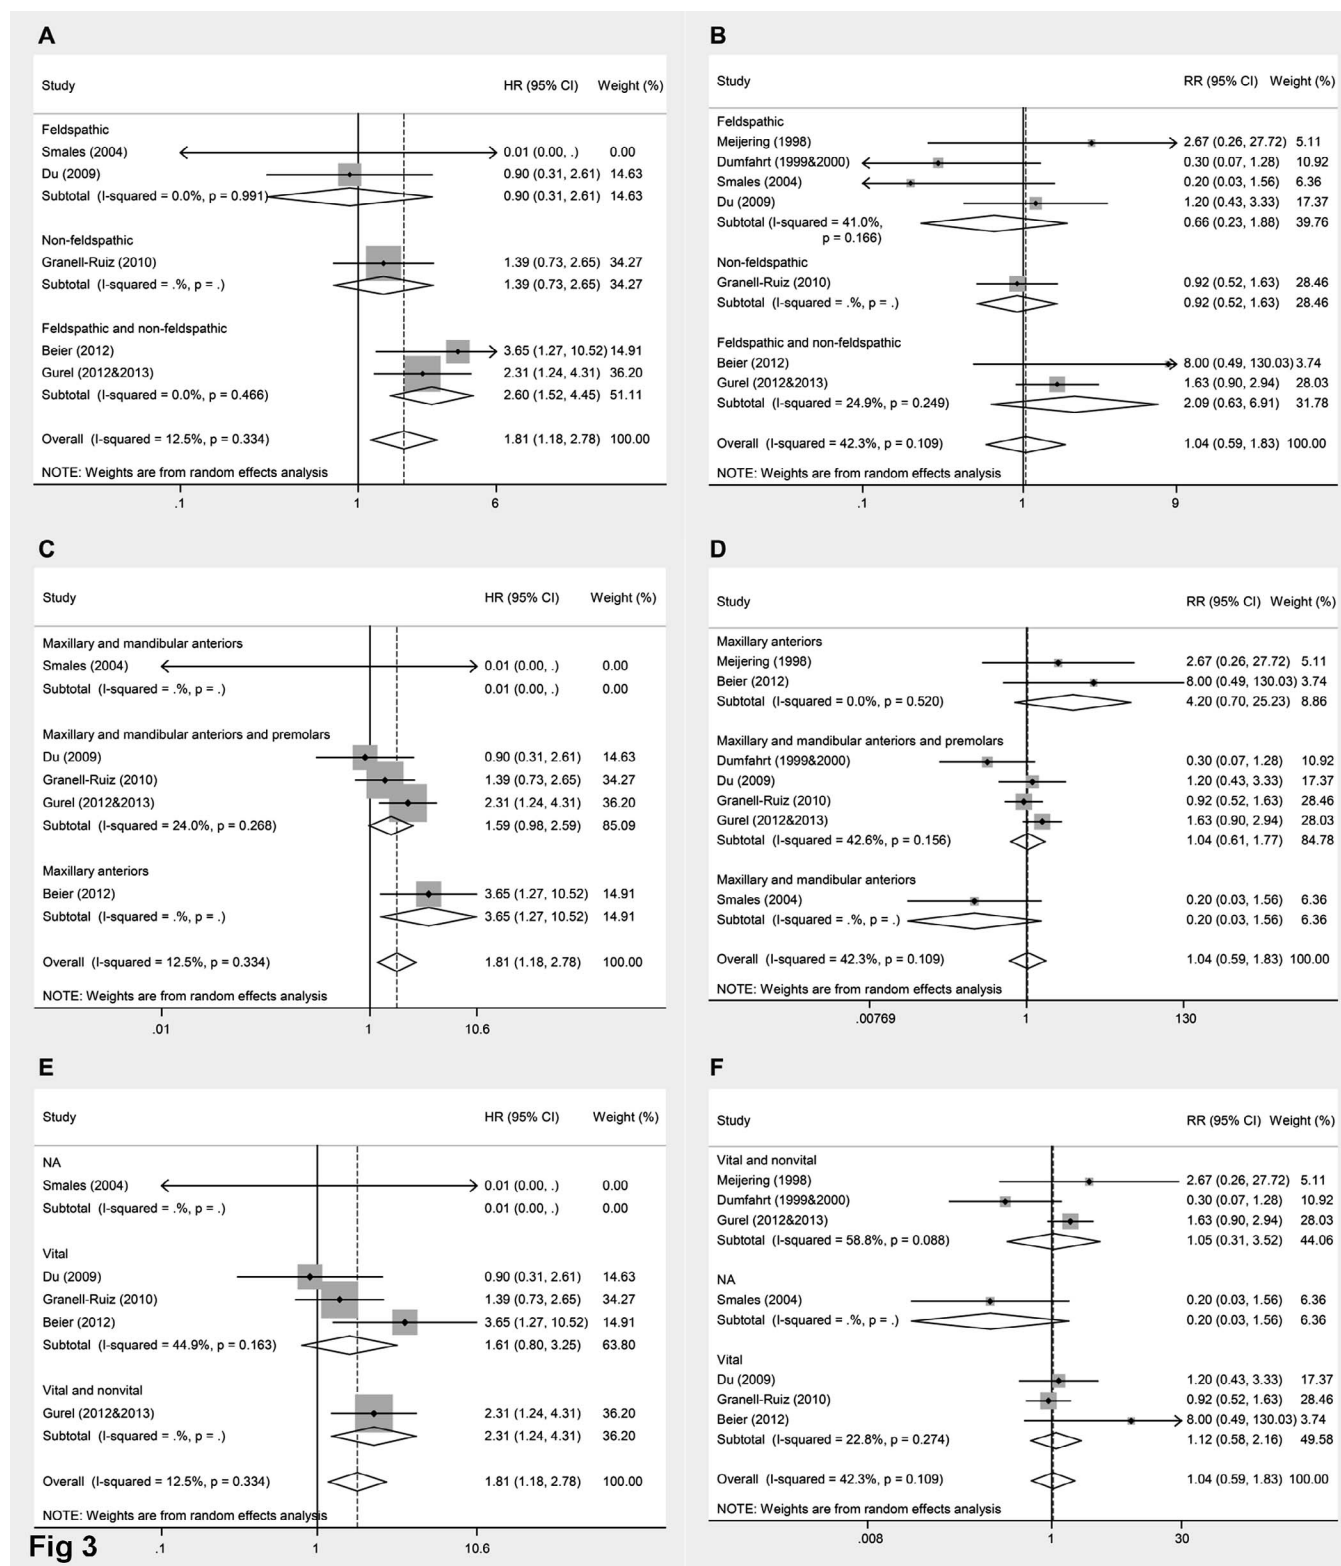 A
Study HR (95% CI) Weight (%)
Feldspathic
Smales (2004) 0.01 (0.00, .) 0.00
Du (2009) 0.90 (0.31, 2.61) 14.63
Subtotal (I-squared = 0.0%, p = 0.991) 0.90 (0.31, 2.61) 14.63
Non-feldspathic
Granell-Ruiz (2010) 1.39 (0.73, 2.65) 34.27
Subtotal (I-squared = .%, p = .) 1.39 (0.73, 2.65) 34.27
Feldspathic and non-feldspathic
Beier (2012) 3.65 (1.27, 10.52) 14.91
Gurel (2012&2013) 2.31 (1.24, 4.31) 36.20
Subtotal (I-squared = 0.0%, p = 0.466) 2.60 (1.52, 4.45) 51.11
Overall (I-squared = 12.5%, p = 0.334) 1.81 (1.18, 2.78) 100.00
NOTE: Weights are from random effects analysis
.1 1 6
B
Study RR (95% CI) Weight (%)
Feldspathic
Meijering (1998) 2.67 (0.26, 27.72) 5.11
Dumfahrt (1999&2000) 0.30 (0.07, 1.28) 10.92
Smales (2004) 0.20 (0.03, 1.56) 6.36
Du (2009) 1.20 (0.43, 3.33) 17.37
Subtotal (I-squared = 41.0%, 0.66 (0.23, 1.88) 39.76
p = 0.166)
Non-feldspathic
Granell-Ruiz (2010) 0.92 (0.52, 1.63) 28.46
Subtotal (I-squared = .%, p = .) 0.92 (0.52, 1.63) 28.46
Feldspathic and non-feldspathic
Beier (2012) 8.00 (0.49, 130.03) 3.74
Gurel (2012&2013) 1.63 (0.90, 2.94) 28.03
Subtotal (I-squared = 24.9%, p = 0.249) 2.09 (0.63, 6.91) 31.78
Overall (I-squared = 42.3%, p = 0.109) 1.04 (0.59, 1.83) 100.00
NOTE: Weights are from random effects analysis
.1 1 9
C
Study HR (95% CI) Weight (%)
Maxillary and mandibular anteriors
Smales (2004) 0.01 (0.00, .) 0.00
Subtotal (I-squared = .%, p = .) 0.01 (0.00, .) 0.00
Maxillary and mandibular anteriors and premolars
Du (2009) 0.90 (0.31, 2.61) 14.63
Granell-Ruiz (2010) 1.39 (0.73, 2.65) 34.27
Gurel (2012&2013) 2.31 (1.24, 4.31) 36.20
Subtotal (I-squared = 24.0%, p = 0.268) 1.59 (0.98, 2.59) 85.09
Maxillary anteriors
Beier (2012) 3.65 (1.27, 10.52) 14.91
Subtotal (I-squared = .%, p = .) 3.65 (1.27, 10.52) 14.91
Overall (I-squared = 12.5%, p = 0.334) 1.81 (1.18, 2.78) 100.00
NOTE: Weights are from random effects analysis
.01 1 10.6
D
Study RR (95% CI) Weight (%)
Maxillary anteriors
Meijering (1998) 2.67 (0.26, 27.72) 5.11
Beier (2012) 8.00 (0.49, 130.03) 3.74
Subtotal (I-squared = 0.0%, p = 0.520) 4.20 (0.70, 25.23) 8.86
Maxillary and mandibular anteriors and premolars
Dumfahrt (1999&2000) 0.30 (0.07, 1.28) 10.92
Du (2009) 1.20 (0.43, 3.33) 17.37
Granell-Ruiz (2010) 0.92 (0.52, 1.63) 28.46
Gurel (2012&2013) 1.63 (0.90, 2.94) 28.03
Subtotal (I-squared = 42.6%, p = 0.156) 1.04 (0.61, 1.77) 84.78
Maxillary and mandibular anteriors
Smales (2004) 0.20 (0.03, 1.56) 6.36
Subtotal (I-squared = .%, p = .) 0.20 (0.03, 1.56) 6.36
Overall (I-squared = 42.3%, p = 0.109) 1.04 (0.59, 1.83) 100.00
NOTE: Weights are from random effects analysis
.00769 1 130
E
Study HR (95% CI) Weight (%)
NA
Smales (2004) 0.01 (0.00, .) 0.00
Subtotal (I-squared = .%, p = .) 0.01 (0.00, .) 0.00
Vital
Du (2009) 0.90 (0.31, 2.61) 14.63
Granell-Ruiz (2010) 1.39 (0.73, 2.65) 34.27
Beier (2012) 3.65 (1.27, 10.52) 14.91
Subtotal (I-squared = 44.9%, p = 0.163) 1.61 (0.80, 3.25) 63.80
Vital and nonvital
Gurel (2012&2013) 2.31 (1.24, 4.31) 36.20
Subtotal (I-squared = .%, p = .) 2.31 (1.24, 4.31) 36.20
Overall (I-squared = 12.5%, p = 0.334) 1.81 (1.18, 2.78) 100.00
NOTE: Weights are from random effects analysis
.1 1 10.6
F
Study RR (95% CI) Weight (%)
Vital and nonvital
Meijering (1998) 2.67 (0.26, 27.72) 5.11
Dumfahrt (1999&2000) 0.30 (0.07, 1.28) 10.92
Gurel (2012&2013) 1.63 (0.90, 2.94) 28.03
Subtotal (I-squared = 58.8%, p = 0.088) 1.05 (0.31, 3.52) 44.06
NA
Smales (2004) 0.20 (0.03, 1.56) 6.36
Subtotal (I-squared = .%, p = .) 0.20 (0.03, 1.56) 6.36
Vital
Du (2009) 1.20 (0.43, 3.33) 17.37
Granell-Ruiz (2010) 0.92 (0.52, 1.63) 28.46
Beier (2012) 8.00 (0.49, 130.03) 3.74
Subtotal (I-squared = 22.8%, p = 0.274) 1.12 (0.58, 2.16) 49.58
Overall (I-squared = 42.3%, p = 0.109) 1.04 (0.59, 1.83) 100.00
NOTE: Weights are from random effects analysis
.008 1 30
Fig 3